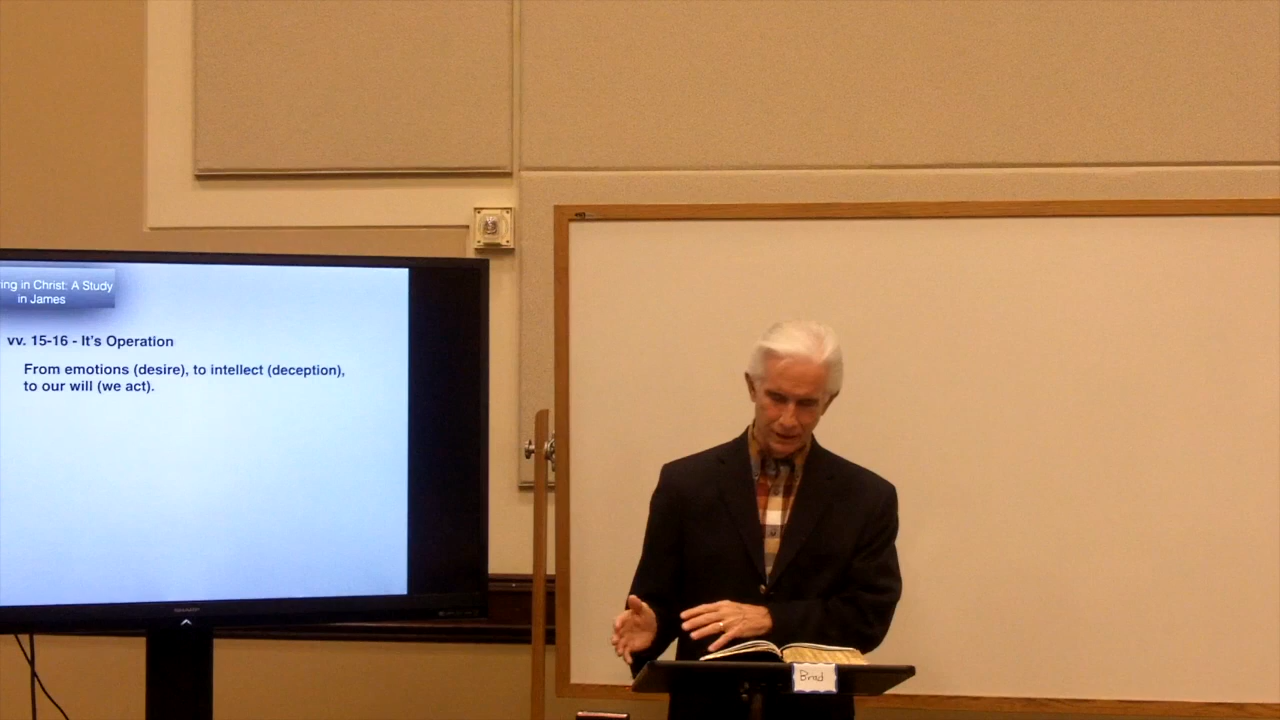 ing in Christ: A Study
in James
vv. 15-16 - It's Operation
From emotions (desire), to intellect (deception),
to our will (we act).
SHARP
Brad